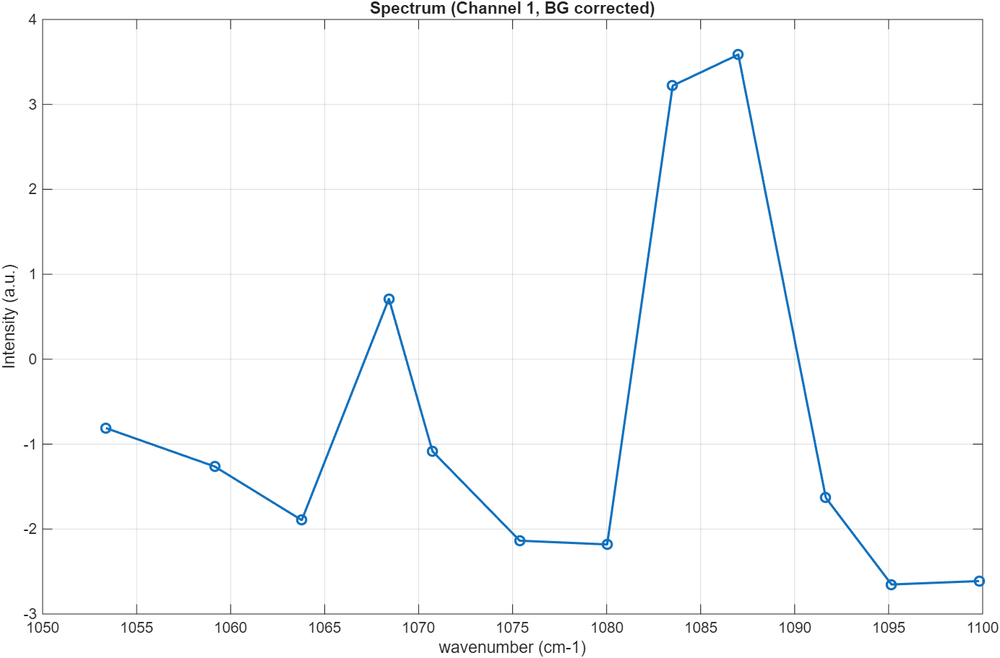 Spectrum (Channel 1, BG corrected)
4
3
2
1
0
-1
-2
-3
Intensity (a.u.)
1050 1055 1060 1065 1070 1075 1080 1085 1090 1095 1100
wavenumber (cm-1)